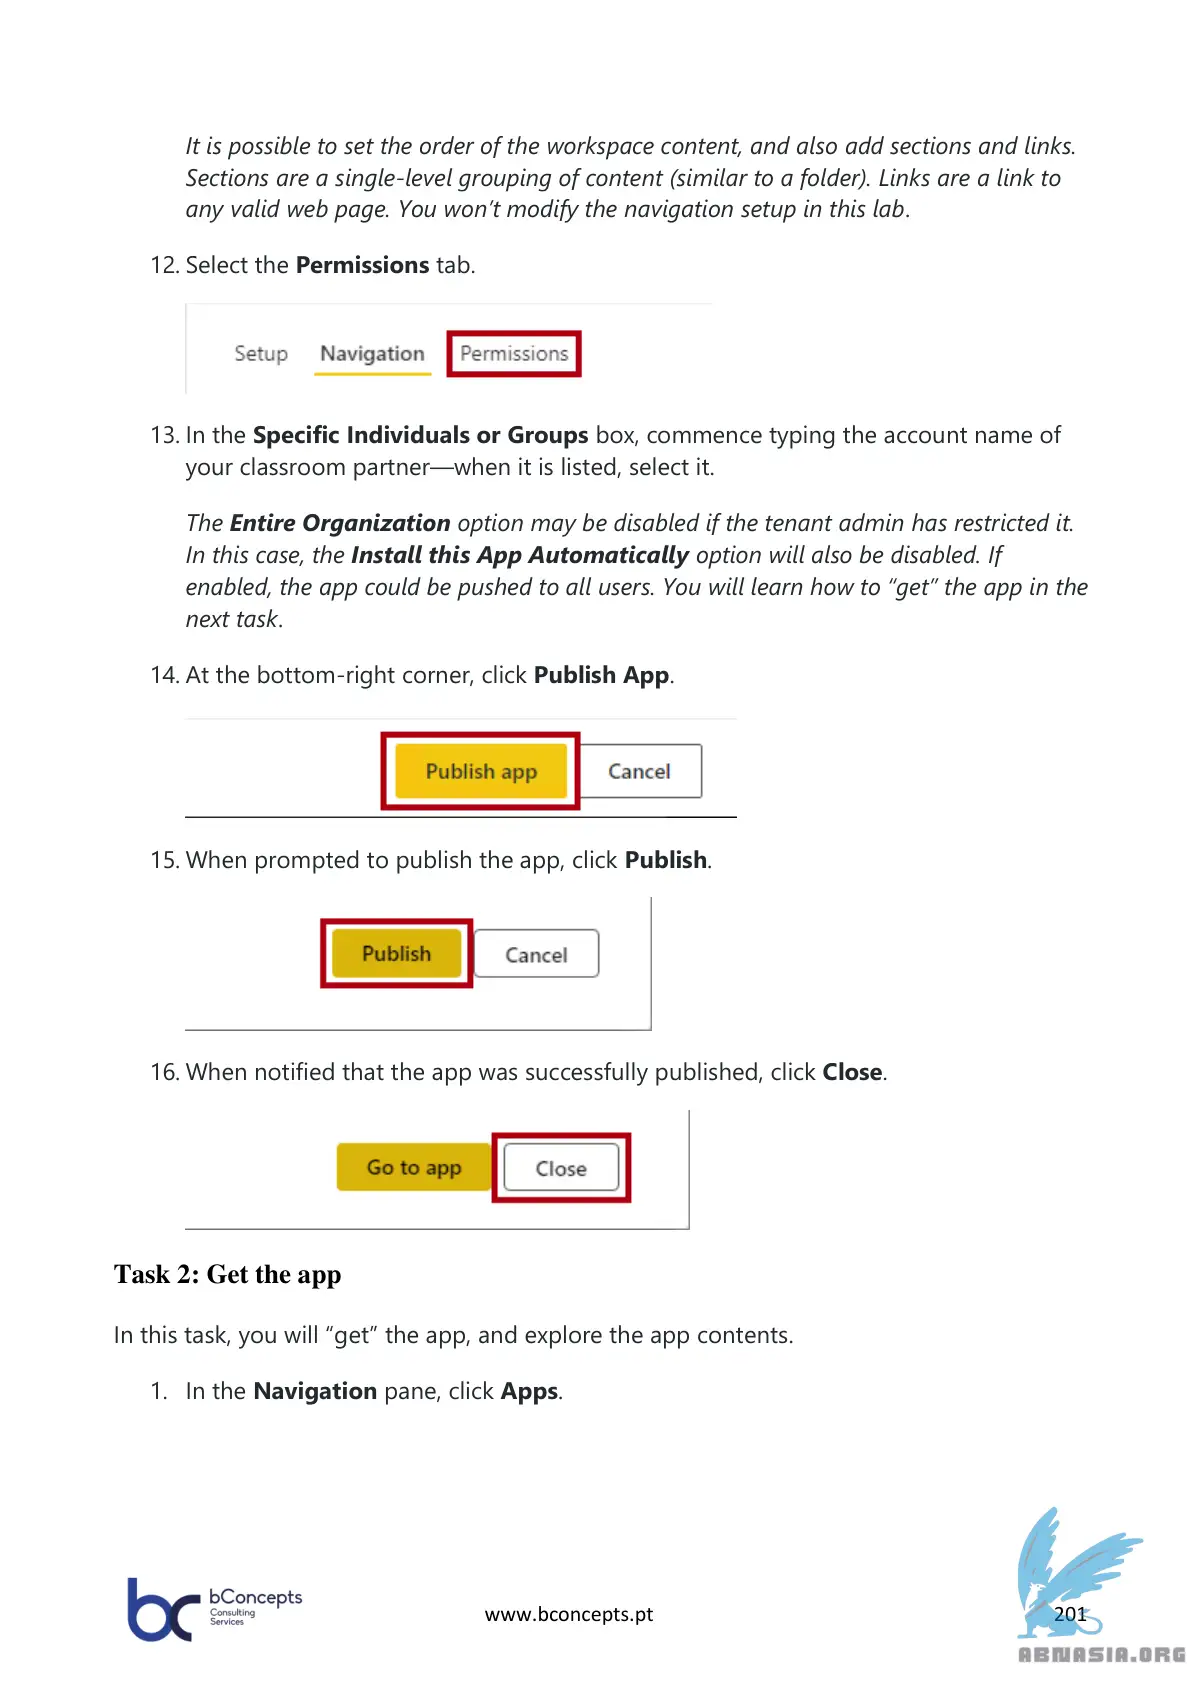 It is possible to set the order of the workspace content, and also add sections and links.
Sections are a single-level grouping of content (similar to a folder). Links are a link to
any valid web page. You won’t modify the navigation setup in this lab.
12. Select the Permissions tab.
Setup Navigation Permissions
13. In the Specific Individuals or Groups box, commence typing the account name of
your classroom partner—when it is listed, select it.
The Entire Organization option may be disabled if the tenant admin has restricted it.
In this case, the Install this App Automatically option will also be disabled. If
enabled, the app could be pushed to all users. You will learn how to “get” the app in the
next task.
14. At the bottom-right corner, click Publish App.
Publish app Cancel
15. When prompted to publish the app, click Publish.
Publish Cancel
16. When notified that the app was successfully published, click Close.
Go to app Close
Task 2: Get the app
In this task, you will “get” the app, and explore the app contents.
1. In the Navigation pane, click Apps.
bc bConcepts
Consulting
Services
www.bconcepts.pt
201
ABNASIA.ORG